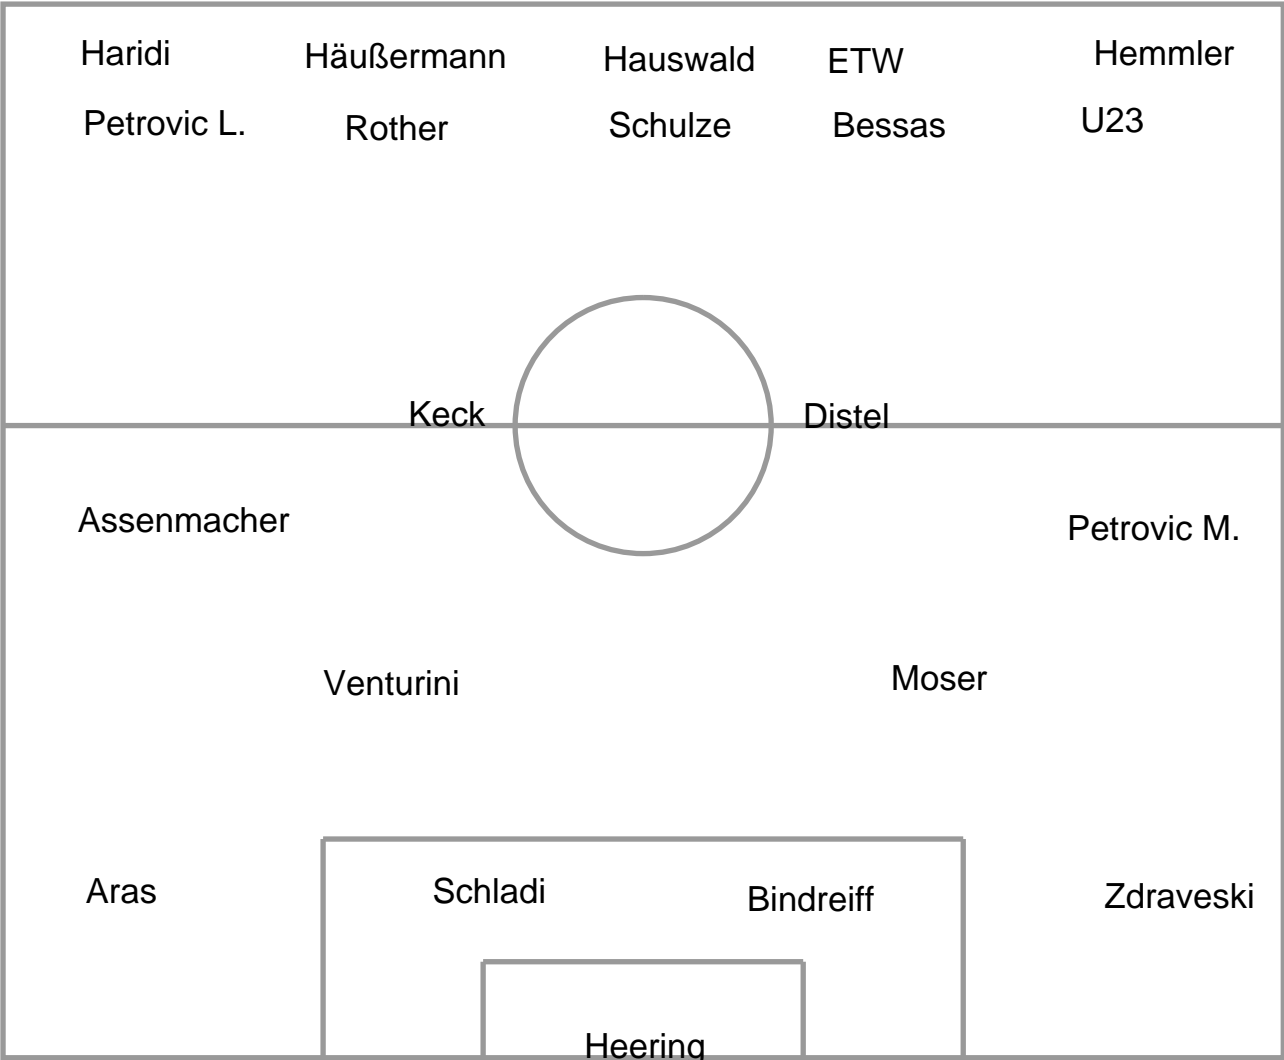 Haridi Häußermann Hauswald ETW Hemmler
Petrovic L. Rother Schulze Bessas U23
Keck Distel
Assenmacher Petrovic M.
Venturini Moser
Aras Schladi Bindreiff Zdraveski
Heering